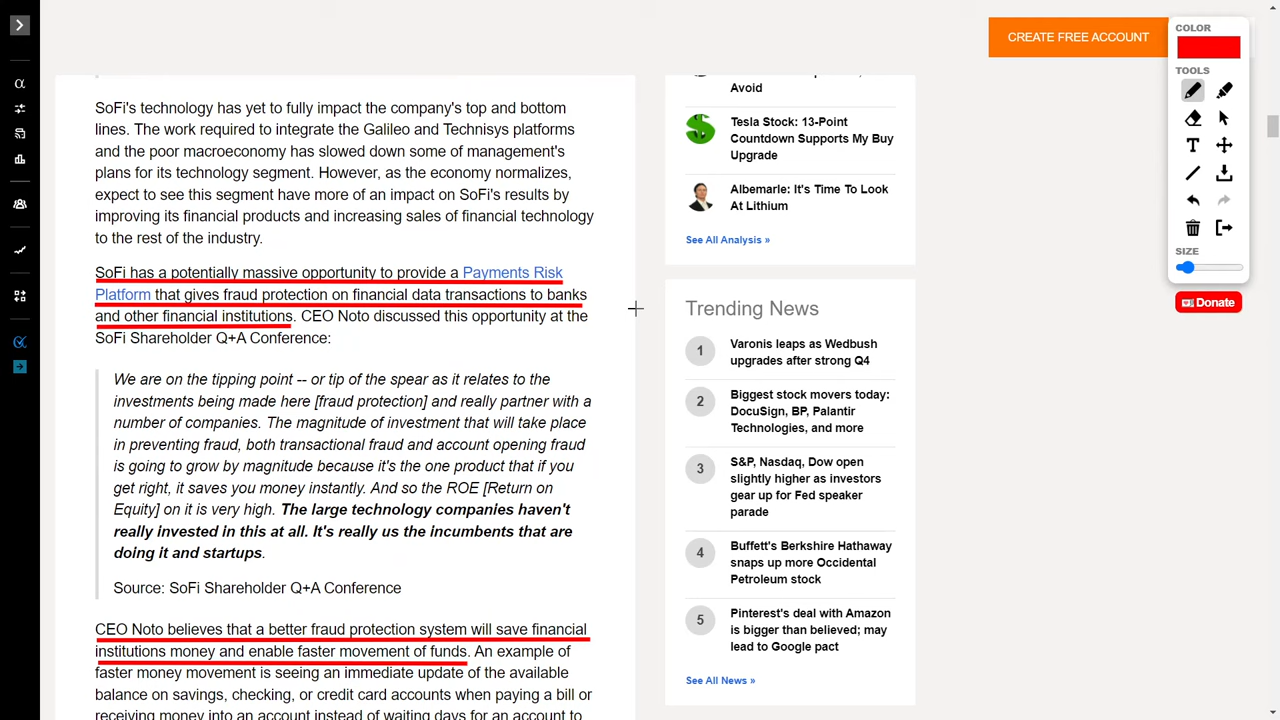 CREATE FREE ACCOUNT
SoFi's technology has yet to fully impact the company's top and bottom
lines. The work required to integrate the Galileo and Technisys platforms
and the poor macroeconomy has slowed down some of management's
plans for its technology segment. However, as the economy normalizes,
expect to see this segment have more of an impact on SoFi's results by
improving its financial products and increasing sales of financial technology
to the rest of the industry.
SoFi has a potentially massive opportunity to provide a Payments Risk
Platform that gives fraud protection on financial data transactions to banks
and other financial institutions. CEO Noto discussed this opportunity at the
SoFi Shareholder Q+A Conference:
We are on the tipping point -- or tip of the spear as it relates to the
investments being made here [fraud protection] and really partner with a
number of companies. The magnitude of investment that will take place
in preventing fraud, both transactional fraud and account opening fraud
is going to grow by magnitude because it's the one product that if you
get right, it saves you money instantly. And so the ROE [Return on
Equity] on it is very high. The large technology companies haven't
really invested in this at all. It's really us the incumbents that are
doing it and startups.
Source: SoFi Shareholder Q+A Conference
CEO Noto believes that a better fraud protection system will save financial
institutions money and enable faster movement of funds. An example of
faster money movement is seeing an immediate update of the available
balance on savings, checking, or credit card accounts when paying a bill or
receiving money into an account instead of waiting days for an account to
Avoid
Tesla Stock: 13-Point
Countdown Supports My Buy
Upgrade
Albemarle: It's Time To Look
At Lithium
See All Analysis »
Trending News
1
Varonis leaps as Wedbush
upgrades after strong Q4
2
Biggest stock movers today:
DocuSign, BP, Palantir
Technologies, and more
3
S&P, Nasdaq, Dow open
slightly higher as investors
gear up for Fed speaker
parade
4
Buffett's Berkshire Hathaway
snaps up more Occidental
Petroleum stock
5
Pinterest's deal with Amazon
is bigger than believed; may
lead to Google pact
See All News »
COLOR
TOOLS
T
SIZE
Donate